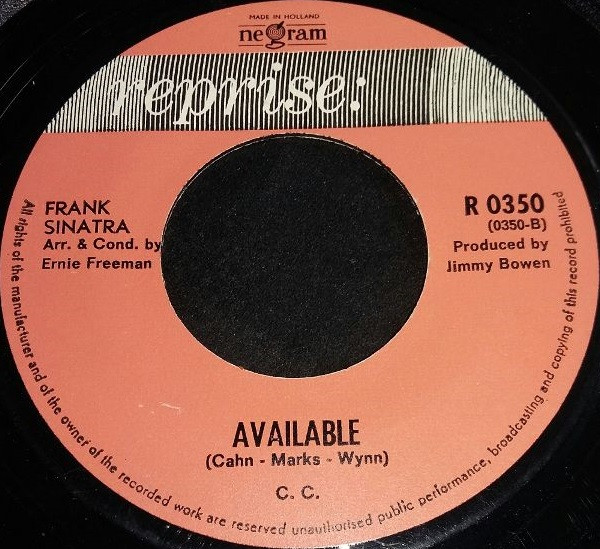 MADE IN HOLLAND
negram
reprise:
FRANK
SINATRA
Arr. & Cond. by
Ernie Freeman
R 0350
(0350-B)
Produced by
Jimmy Bowen
AVAILABLE
(Cahn - Marks - Wynn)
C. C.
All rights of the manufacturer and of the owner of the recorded work are reserved unauthorised public performance, broadcasting and copying of this record prohibited